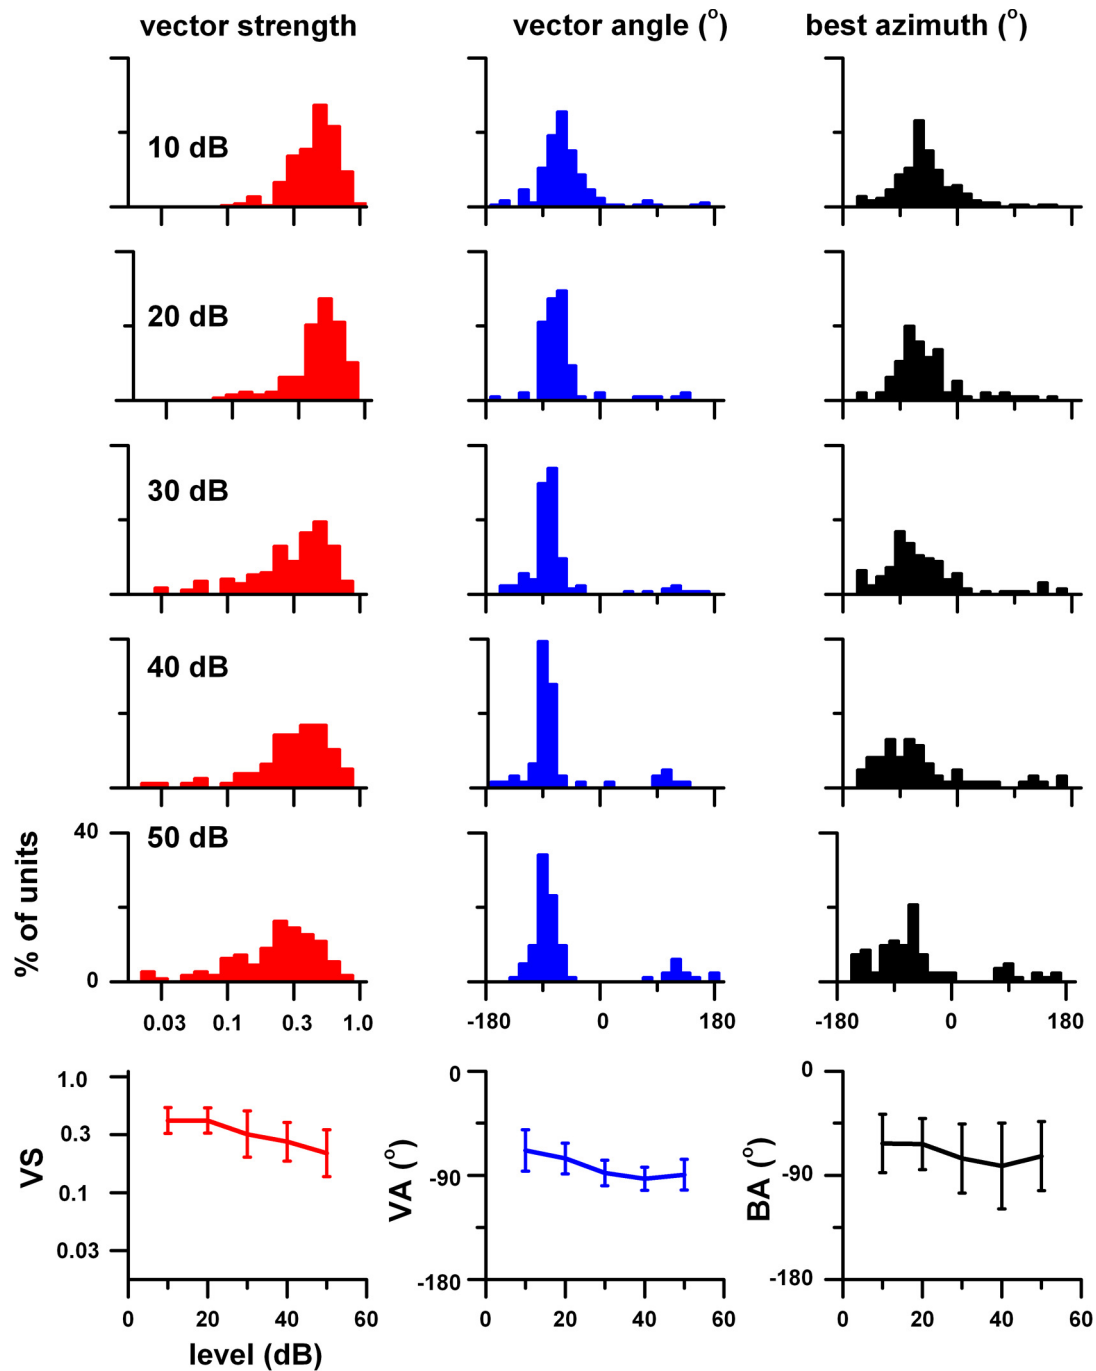 vector strength
vector angle (°)
best azimuth (°)
10 dB
20 dB
30 dB
40 dB
50 dB
40
20
0
% of units
0.03 0.1 0.3 1.0
-180 0 180
-180 0 180
1.0
0.3
0.1
0.03
VS
0 20 40 60
level (dB)
0
-90
-180
VA (°)
0 20 40 60
0
-90
-180
BA (°)
0 20 40 60